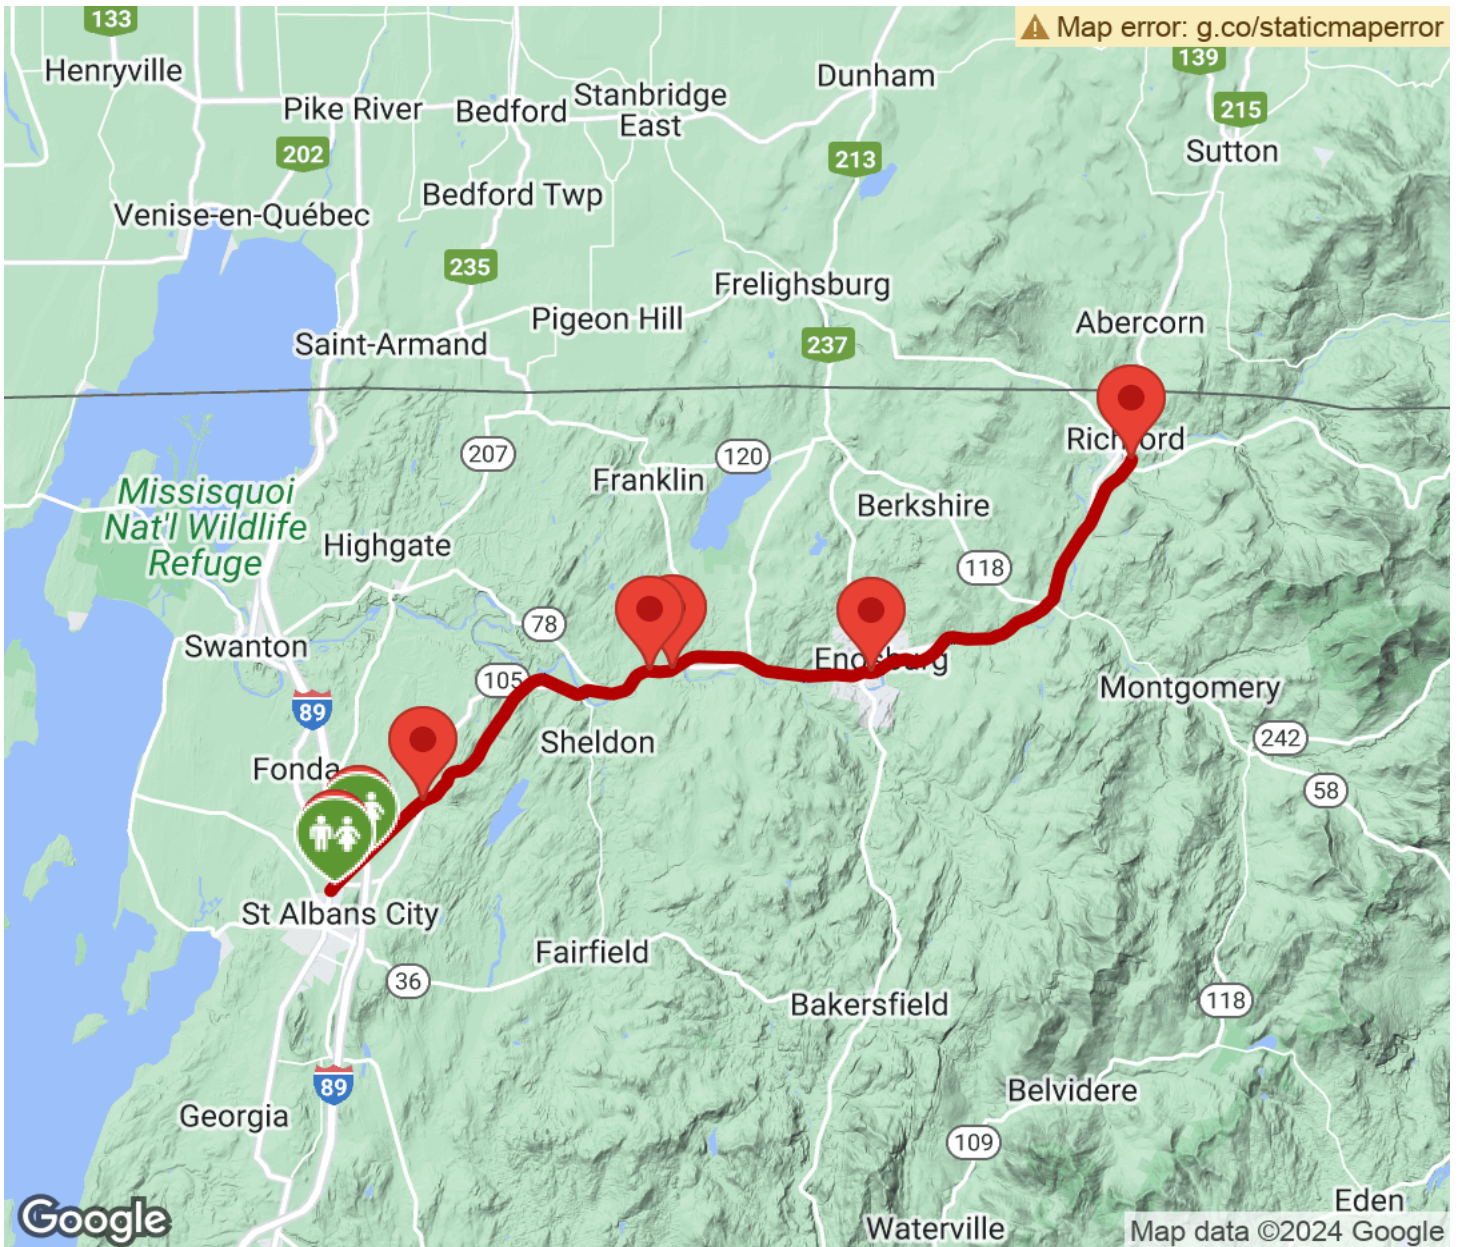 133
Map error: g.co/staticmaperror
Henryville
139
Dunham
Pike River
Bedford
Stanbridge
East
215
202
213
Sutton
Bedford Twp
Venise-en-Québec
235
Frelighsburg
Pigeon Hill
Abercorn
Saint-Armand
237
Richford
207
120
Franklin
Missisquoi
Nat'l Wildlife
Refuge
Berkshire
Highgate
118
78
Swanton
Enosburg
105
Montgomery
89
Sheldon
242
Fonda
58
St Albans City
Fairfield
36
118
Bakersfield
89
Belvidere
Georgia
109
Eden
Google
Waterville
Map data ©2024 Google